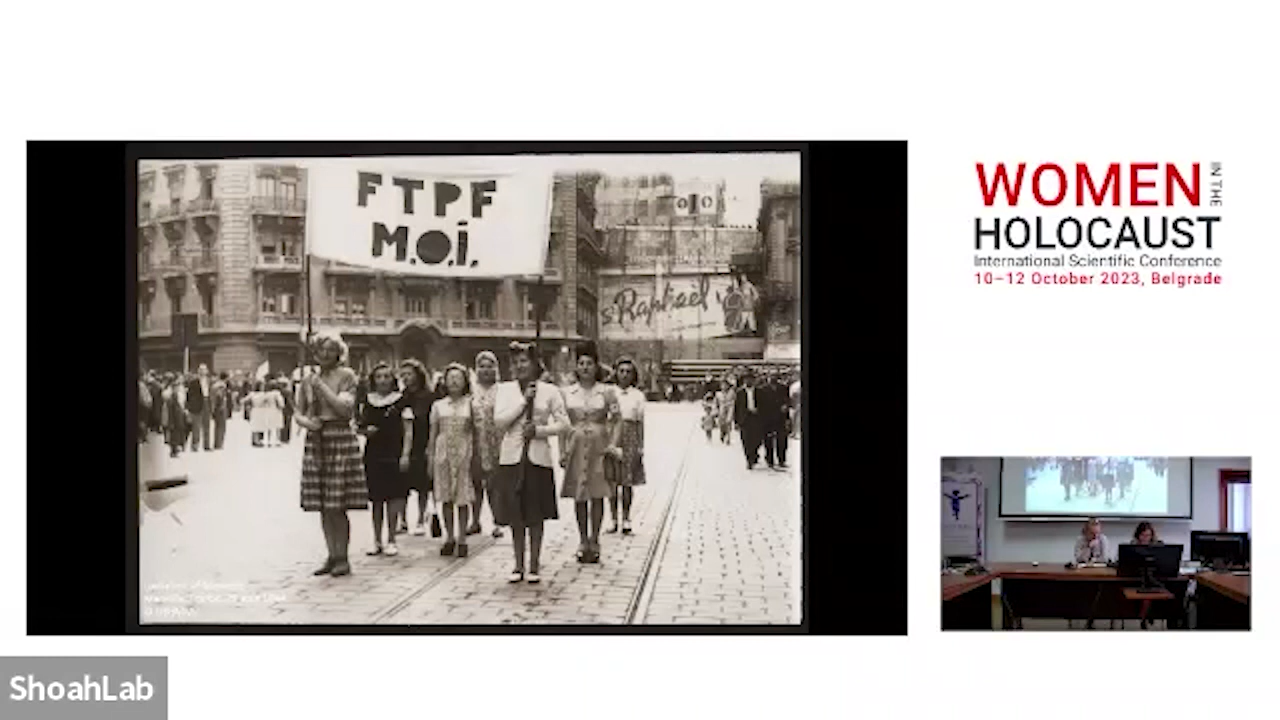 FTPF
M.O.I.
Raphaël
WOMEN
IN THE
HOLOCAUST
International Scientific Conference
10–12 October 2023, Belgrade
ShoahLab